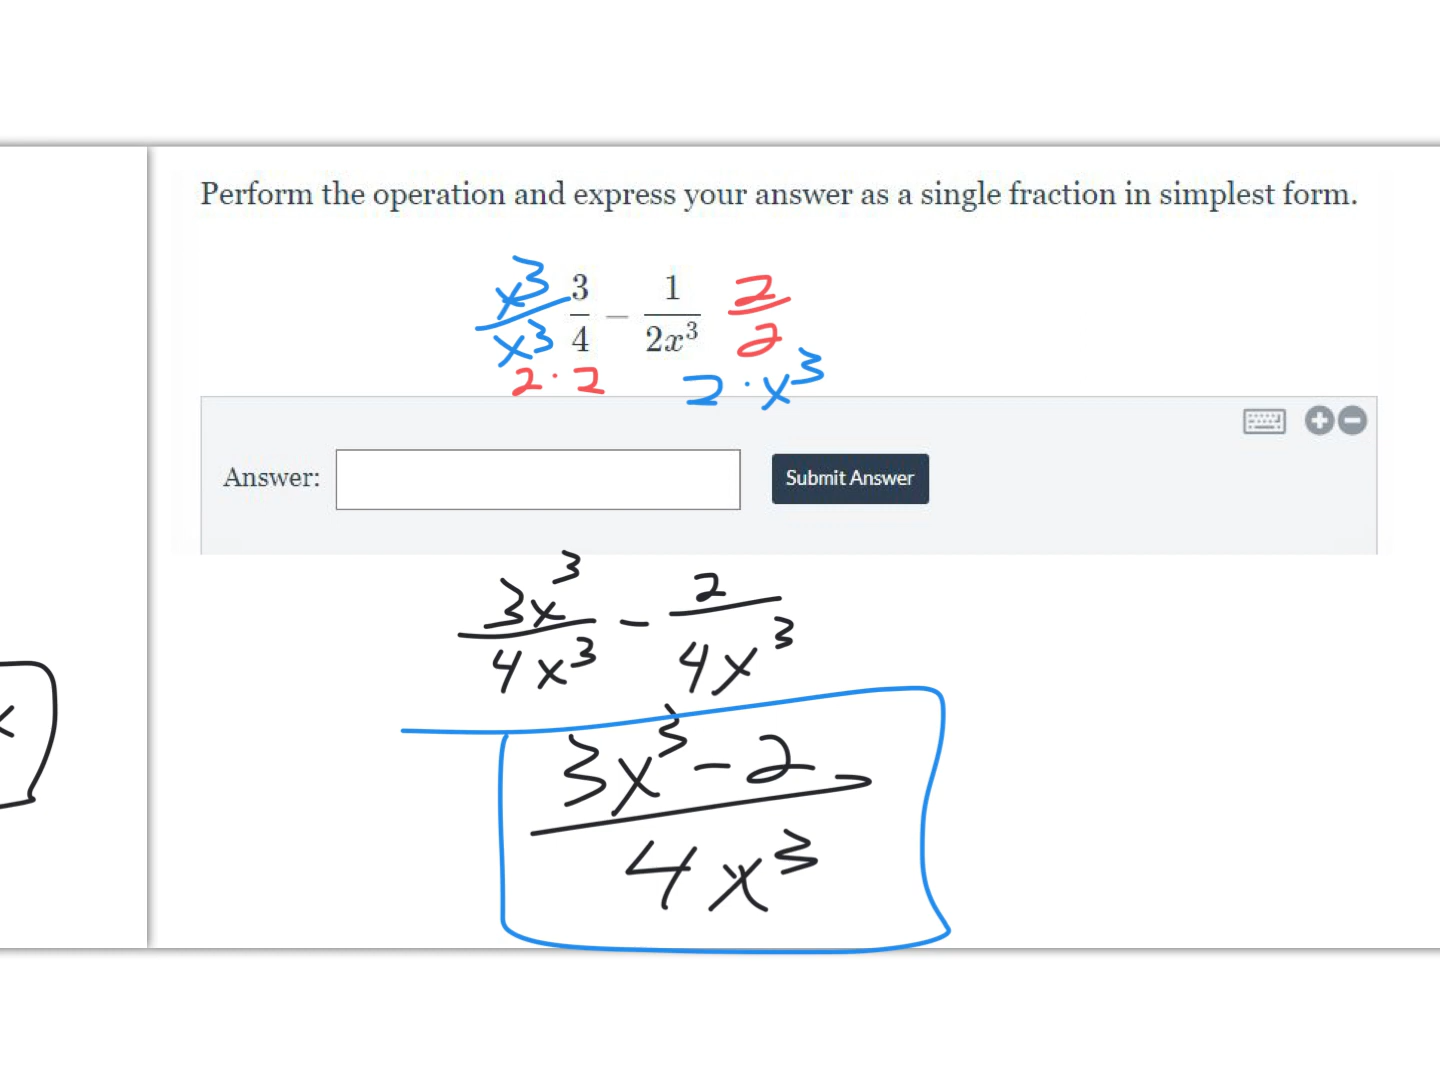 Perform the operation and express your answer as a single fraction in simplest form.
x³/x³ 3/4 − 1/2x³ 2/2
2 · 2 2 · x³
Answer:
Submit Answer
3x³/4x³ − 2/4x³
x
3x³ − 2
4x³